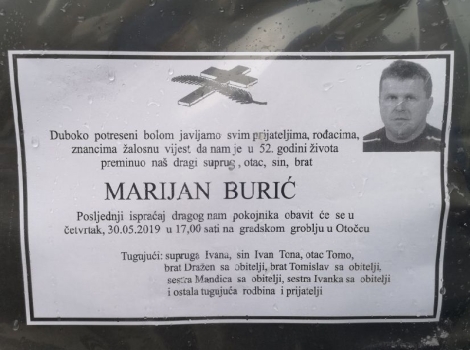 Duboko potreseni bolom javljamo svim prijateljima, rođacima,
znancima žalosnu vijest da nam je u 52. godini života
preminuo naš dragi suprug, otac, sin, brat
MARIJAN BURIĆ
Posljednji ispraćaj dragog nam pokojnika obavit će se u
četvrtak, 30.05.2019 u 17,00 sati na gradskom groblju u Otočcu
Tugujući: supruga Ivana, sin Ivan Tona, otac Tomo,
brat Dražen sa obitelji, brat Tomislav sa obitelji,
sestra Mandica sa obitelji, sestra Ivanka sa obitelji
i ostala tugujuća rodbina i prijatelji